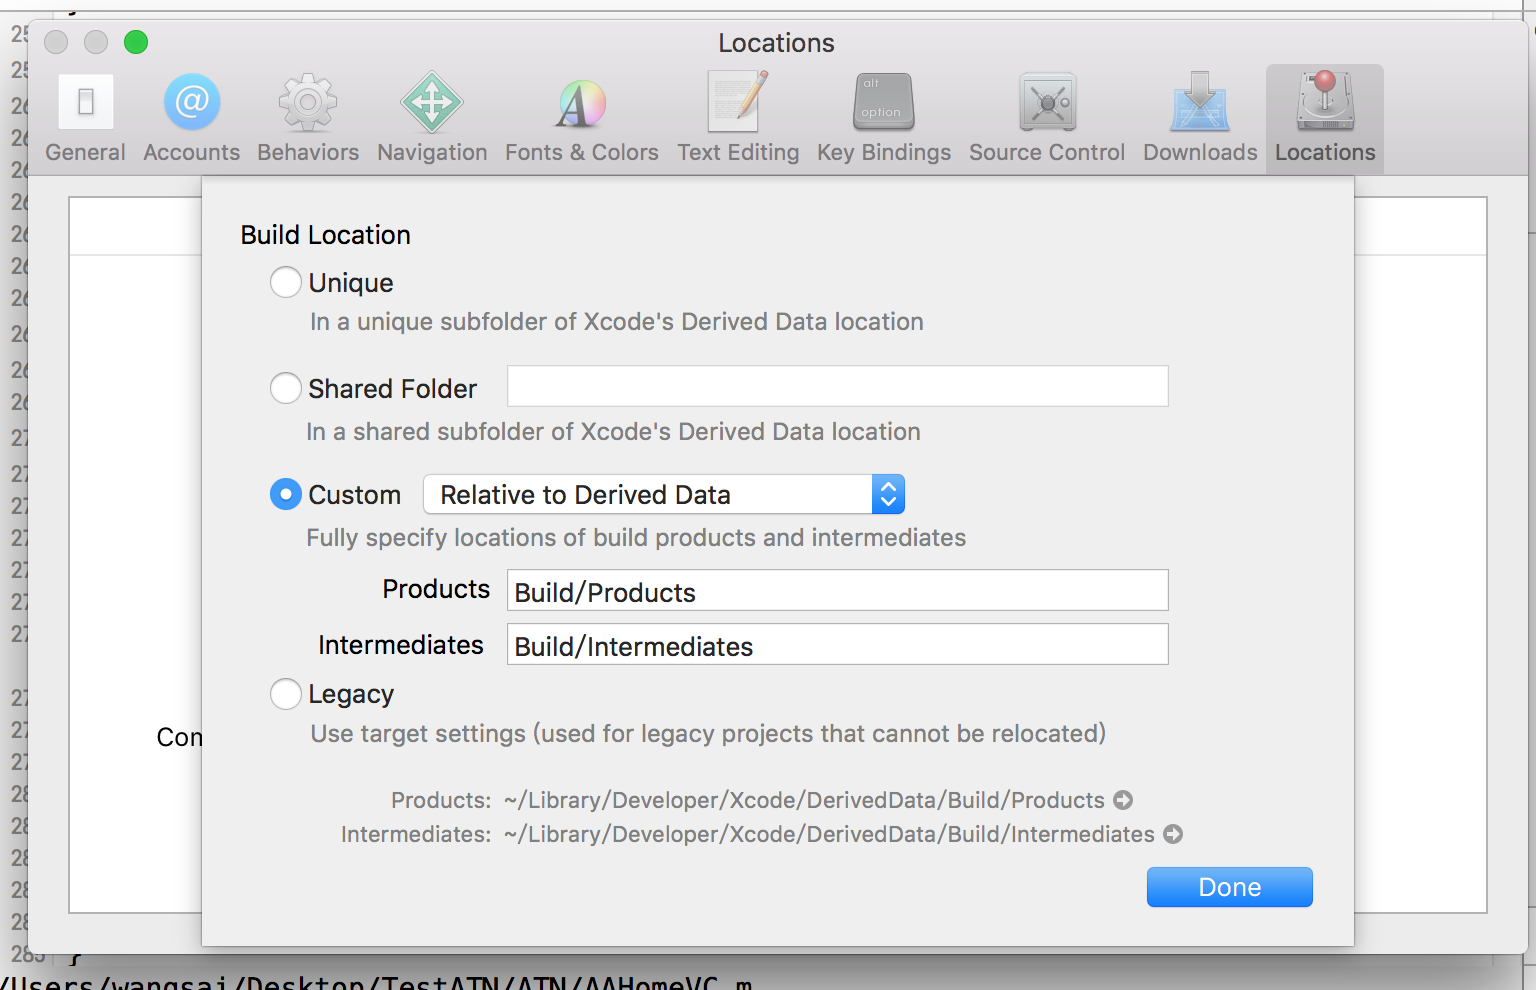 Locations
alt
option
General Accounts Behaviors Navigation Fonts & Colors Text Editing Key Bindings Source Control Downloads Locations
Build Location
Unique
In a unique subfolder of Xcode's Derived Data location
Shared Folder
In a shared subfolder of Xcode's Derived Data location
Custom Relative to Derived Data
Fully specify locations of build products and intermediates
Products Build/Products
Intermediates Build/Intermediates
Legacy
Com
Use target settings (used for legacy projects that cannot be relocated)
Products: ~/Library/Developer/Xcode/DerivedData/Build/Products
Intermediates: ~/Library/Developer/Xcode/DerivedData/Build/Intermediates
Done
285 }
/Users/wangsai/Desktop/TestATN/ATN/AAHomeVC.m